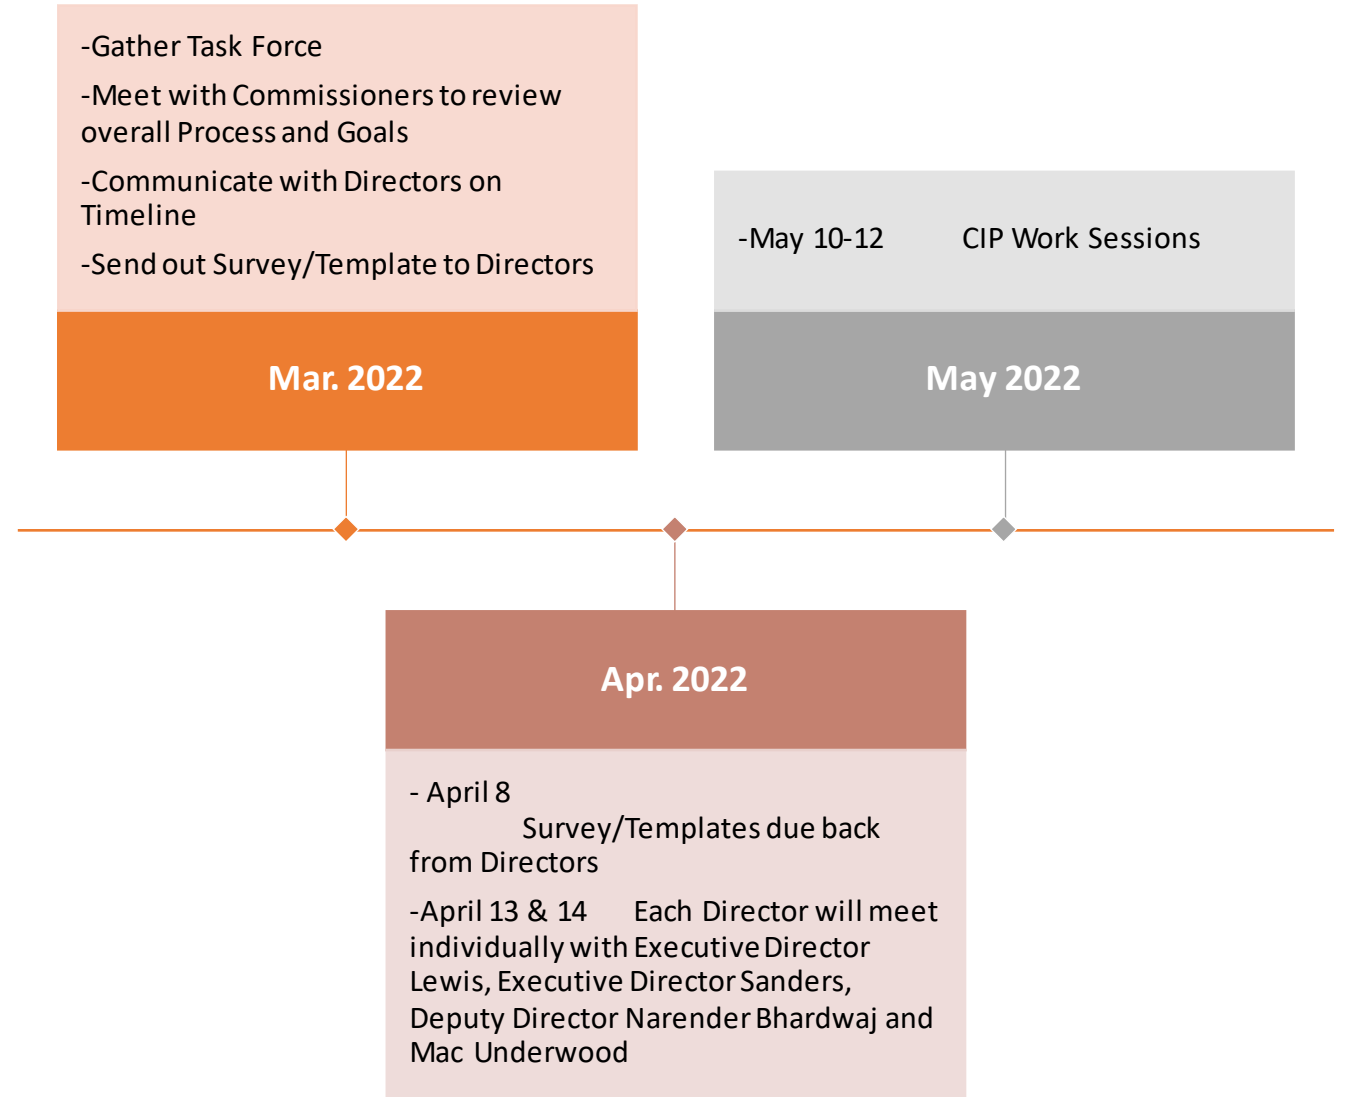 -Gather Task Force
-Meet with Commissioners to review
overall Process and Goals
-Communicate with Directors on
Timeline
-Send out Survey/Template to Directors
Mar. 2022
-May 10-12 CIP Work Sessions
May 2022
Apr. 2022
- April 8
Survey/Templates due back
from Directors
-April 13 & 14 Each Director will meet
individually with Executive Director
Lewis, Executive Director Sanders,
Deputy Director Narender Bhardwaj and
Mac Underwood